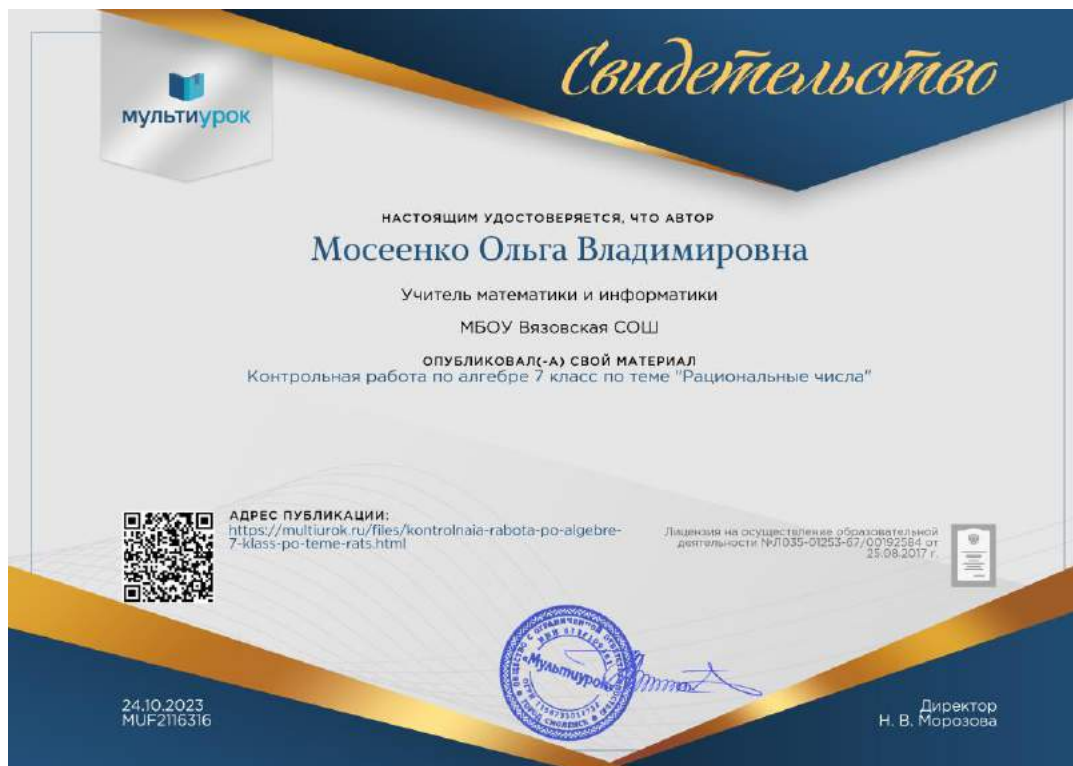 Свидетельство
мультиурок
НАСТОЯЩИМ УДОСТОВЕРЯЕТСЯ, ЧТО АВТОР
Мосеенко Ольга Владимировна
Учитель математики и информатики
МБОУ Вязовская СОШ
ОПУБЛИКОВАЛ(-А) СВОЙ МАТЕРИАЛ
Контрольная работа по алгебре 7 класс по теме "Рациональные числа"
АДРЕС ПУБЛИКАЦИИ:
https://multiurok.ru/files/kontrolnaia-rabota-po-algebre-
7-klass-po-teme-rats.html
Лицензия на осуществление образовательной
деятельности №Л035-01253-67/00192584 от
25.08.2017 г.
«Мультиурок»
ГОРОД СМОЛЕНСК
24.10.2023
MUF2116316
Директор
Н. В. Морозова